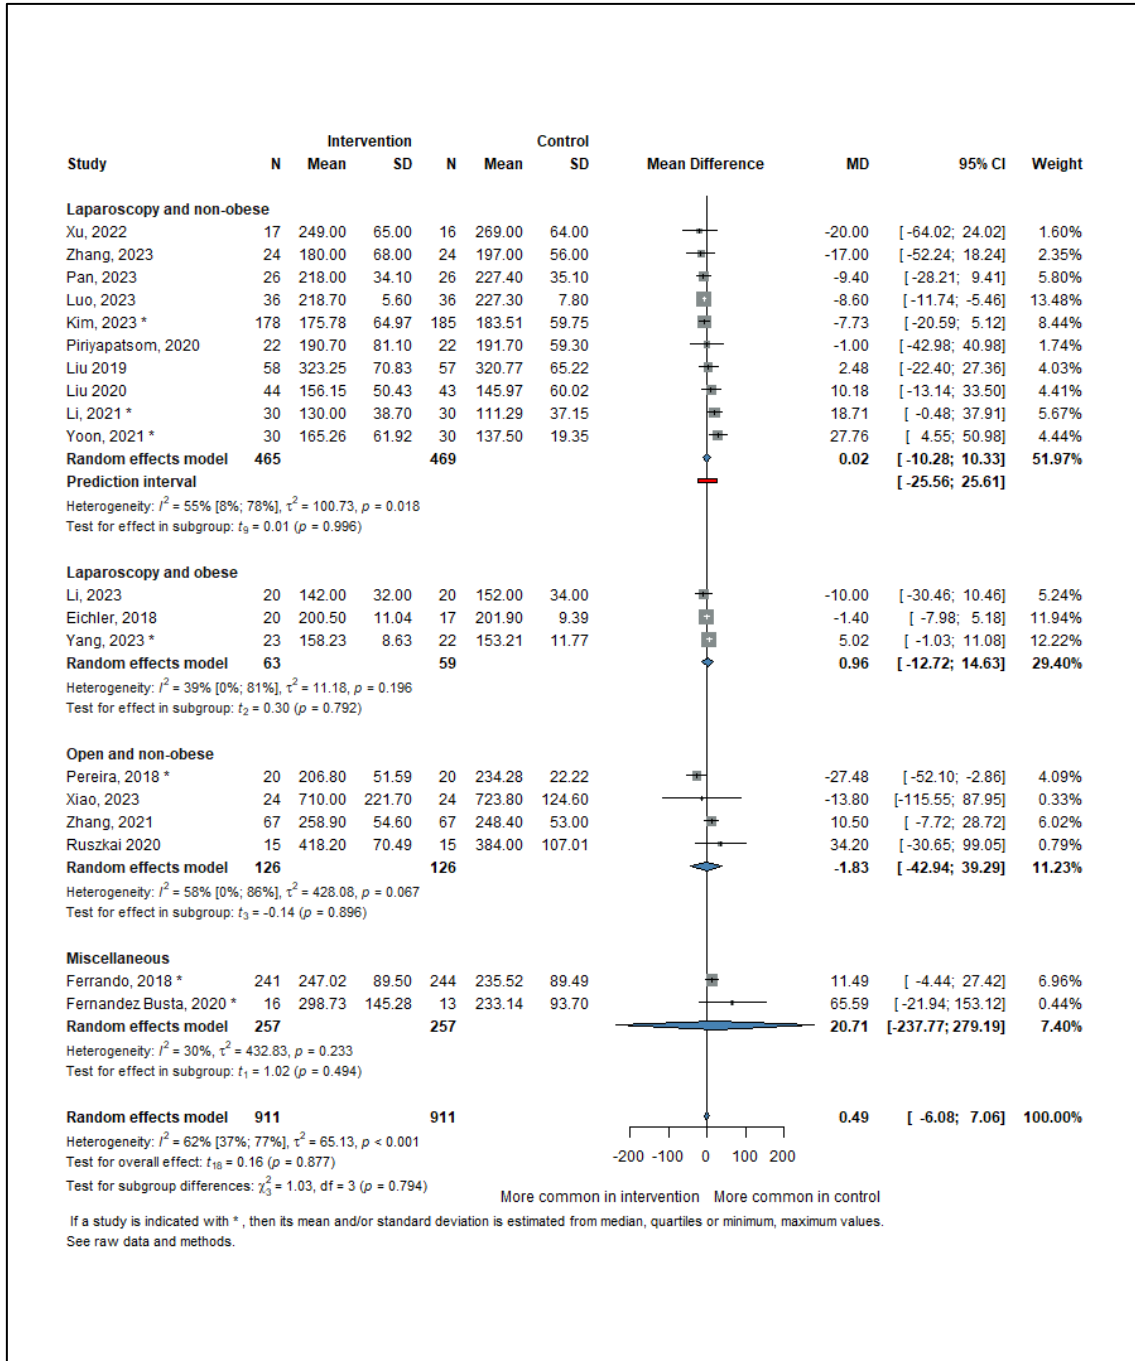 Intervention Control
Study N Mean SD N Mean SD Mean Difference MD 95% CI Weight
Laparoscopy and non-obese
Xu, 2022 17 249.00 65.00 16 269.00 64.00 -20.00 [-64.02; 24.02] 1.60%
Zhang, 2023 24 180.00 68.00 24 197.00 56.00 -17.00 [-52.24; 18.24] 2.35%
Pan, 2023 26 218.00 34.10 26 227.40 35.10 -9.40 [-28.21; 9.41] 5.80%
Luo, 2023 36 218.70 5.60 36 227.30 7.80 -8.60 [-11.74; -5.46] 13.48%
Kim, 2023 * 178 175.78 64.97 185 183.51 59.75 -7.73 [-20.59; 5.12] 8.44%
Piriyapatsom, 2020 22 190.70 81.10 22 191.70 59.30 -1.00 [-42.98; 40.98] 1.74%
Liu 2019 58 323.25 70.83 57 320.77 65.22 2.48 [-22.40; 27.36] 4.03%
Liu 2020 44 156.15 50.43 43 145.97 60.02 10.18 [-13.14; 33.50] 4.41%
Li, 2021 * 30 130.00 38.70 30 111.29 37.15 18.71 [ -0.48; 37.91] 5.67%
Yoon, 2021 * 30 165.26 61.92 30 137.50 19.35 27.76 [ 4.55; 50.98] 4.44%
Random effects model 465 469 0.02 [-10.28; 10.33] 51.97%
Prediction interval [-25.56; 25.61]
Heterogeneity: I² = 55% [8%; 78%], τ² = 100.73, p = 0.018
Test for effect in subgroup: t₉ = 0.01 (p = 0.996)
Laparoscopy and obese
Li, 2023 20 142.00 32.00 20 152.00 34.00 -10.00 [-30.46; 10.46] 5.24%
Eichler, 2018 20 200.50 11.04 17 201.90 9.39 -1.40 [ -7.98; 5.18] 11.94%
Yang, 2023 * 23 158.23 8.63 22 153.21 11.77 5.02 [ -1.03; 11.08] 12.22%
Random effects model 63 59 0.96 [-12.72; 14.63] 29.40%
Heterogeneity: I² = 39% [0%; 81%], τ² = 11.18, p = 0.196
Test for effect in subgroup: t₂ = 0.30 (p = 0.792)
Open and non-obese
Pereira, 2018 * 20 206.80 51.59 20 234.28 22.22 -27.48 [-52.10; -2.86] 4.09%
Xiao, 2023 24 710.00 221.70 24 723.80 124.60 -13.80 [-115.55; 87.95] 0.33%
Zhang, 2021 67 258.90 54.60 67 248.40 53.00 10.50 [ -7.72; 28.72] 6.02%
Ruszkai 2020 15 418.20 70.49 15 384.00 107.01 34.20 [-30.65; 99.05] 0.79%
Random effects model 126 126 -1.83 [-42.94; 39.29] 11.23%
Heterogeneity: I² = 58% [0%; 86%], τ² = 428.08, p = 0.067
Test for effect in subgroup: t₃ = -0.14 (p = 0.896)
Miscellaneous
Ferrando, 2018 * 241 247.02 89.50 244 235.52 89.49 11.49 [ -4.44; 27.42] 6.96%
Fernandez Busta, 2020 * 16 298.73 145.28 13 233.14 93.70 65.59 [-21.94; 153.12] 0.44%
Random effects model 257 257 20.71 [-237.77; 279.19] 7.40%
Heterogeneity: I² = 30%, τ² = 432.83, p = 0.233
Test for effect in subgroup: t₁ = 1.02 (p = 0.494)
Random effects model 911 911 0.49 [ -6.08; 7.06] 100.00%
Heterogeneity: I² = 62% [37%; 77%], τ² = 65.13, p < 0.001
Test for overall effect: t₁₈ = 0.16 (p = 0.877)
Test for subgroup differences: χ²₃ = 1.03, df = 3 (p = 0.794)
-200 -100 0 100 200
More common in intervention More common in control
If a study is indicated with * , then its mean and/or standard deviation is estimated from median, quartiles or minimum, maximum values.
See raw data and methods.